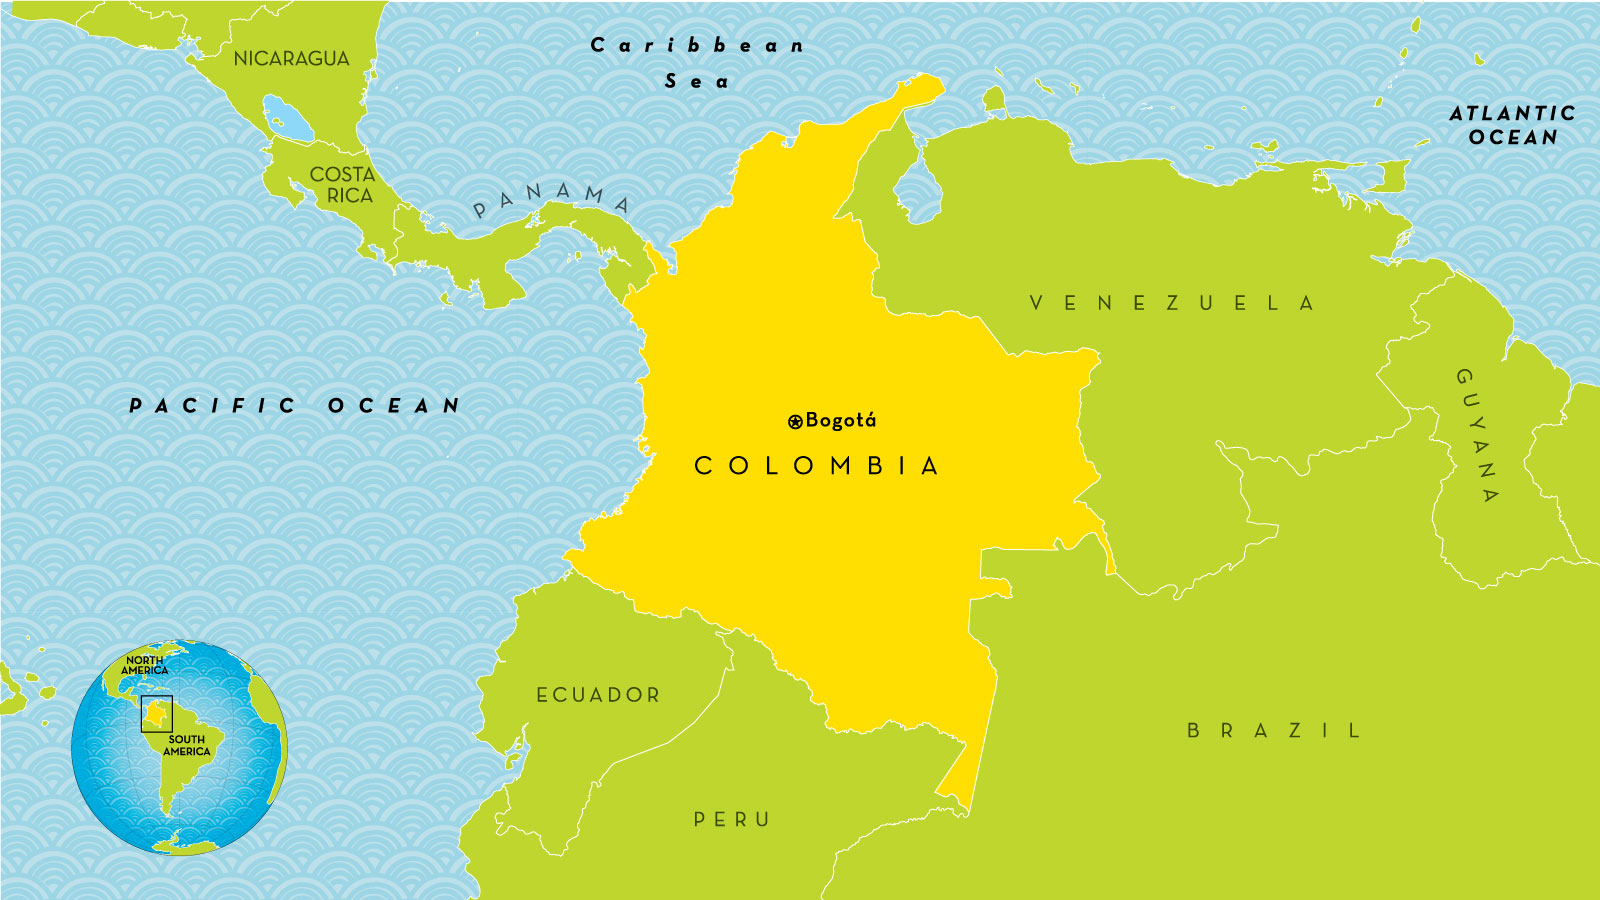 Caribbean
Sea
NICARAGUA
ATLANTIC
OCEAN
COSTA
RICA
PANAMA
VENEZUELA
PACIFIC OCEAN
GUYANA
Bogotá
COLOMBIA
NORTH
AMERICA
ECUADOR
SOUTH
AMERICA
BRAZIL
PERU